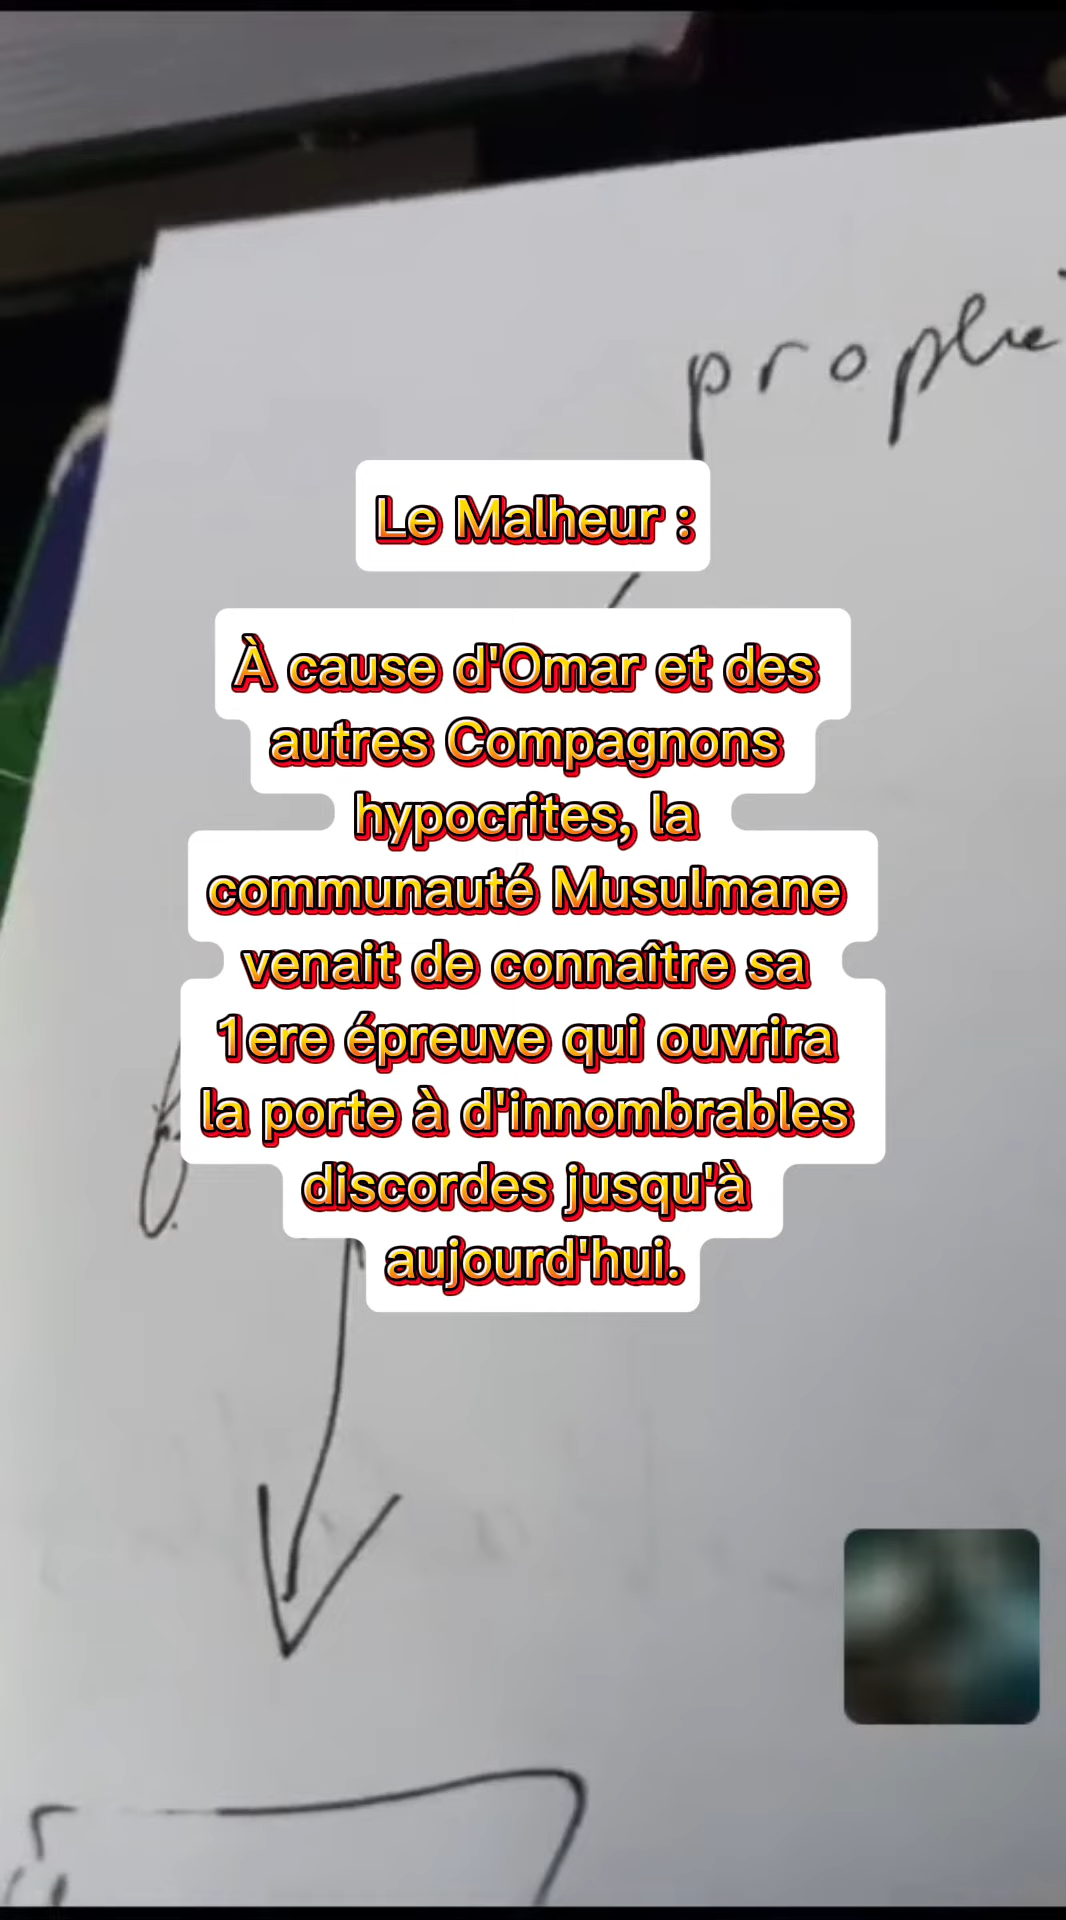 Le Malheur :
À cause d'Omar et des
autres Compagnons
hypocrites, la
communauté Musulmane
venait de connaître sa
1ere épreuve qui ouvrira
la porte à d'innombrables
discordes jusqu'à
aujourd'hui.